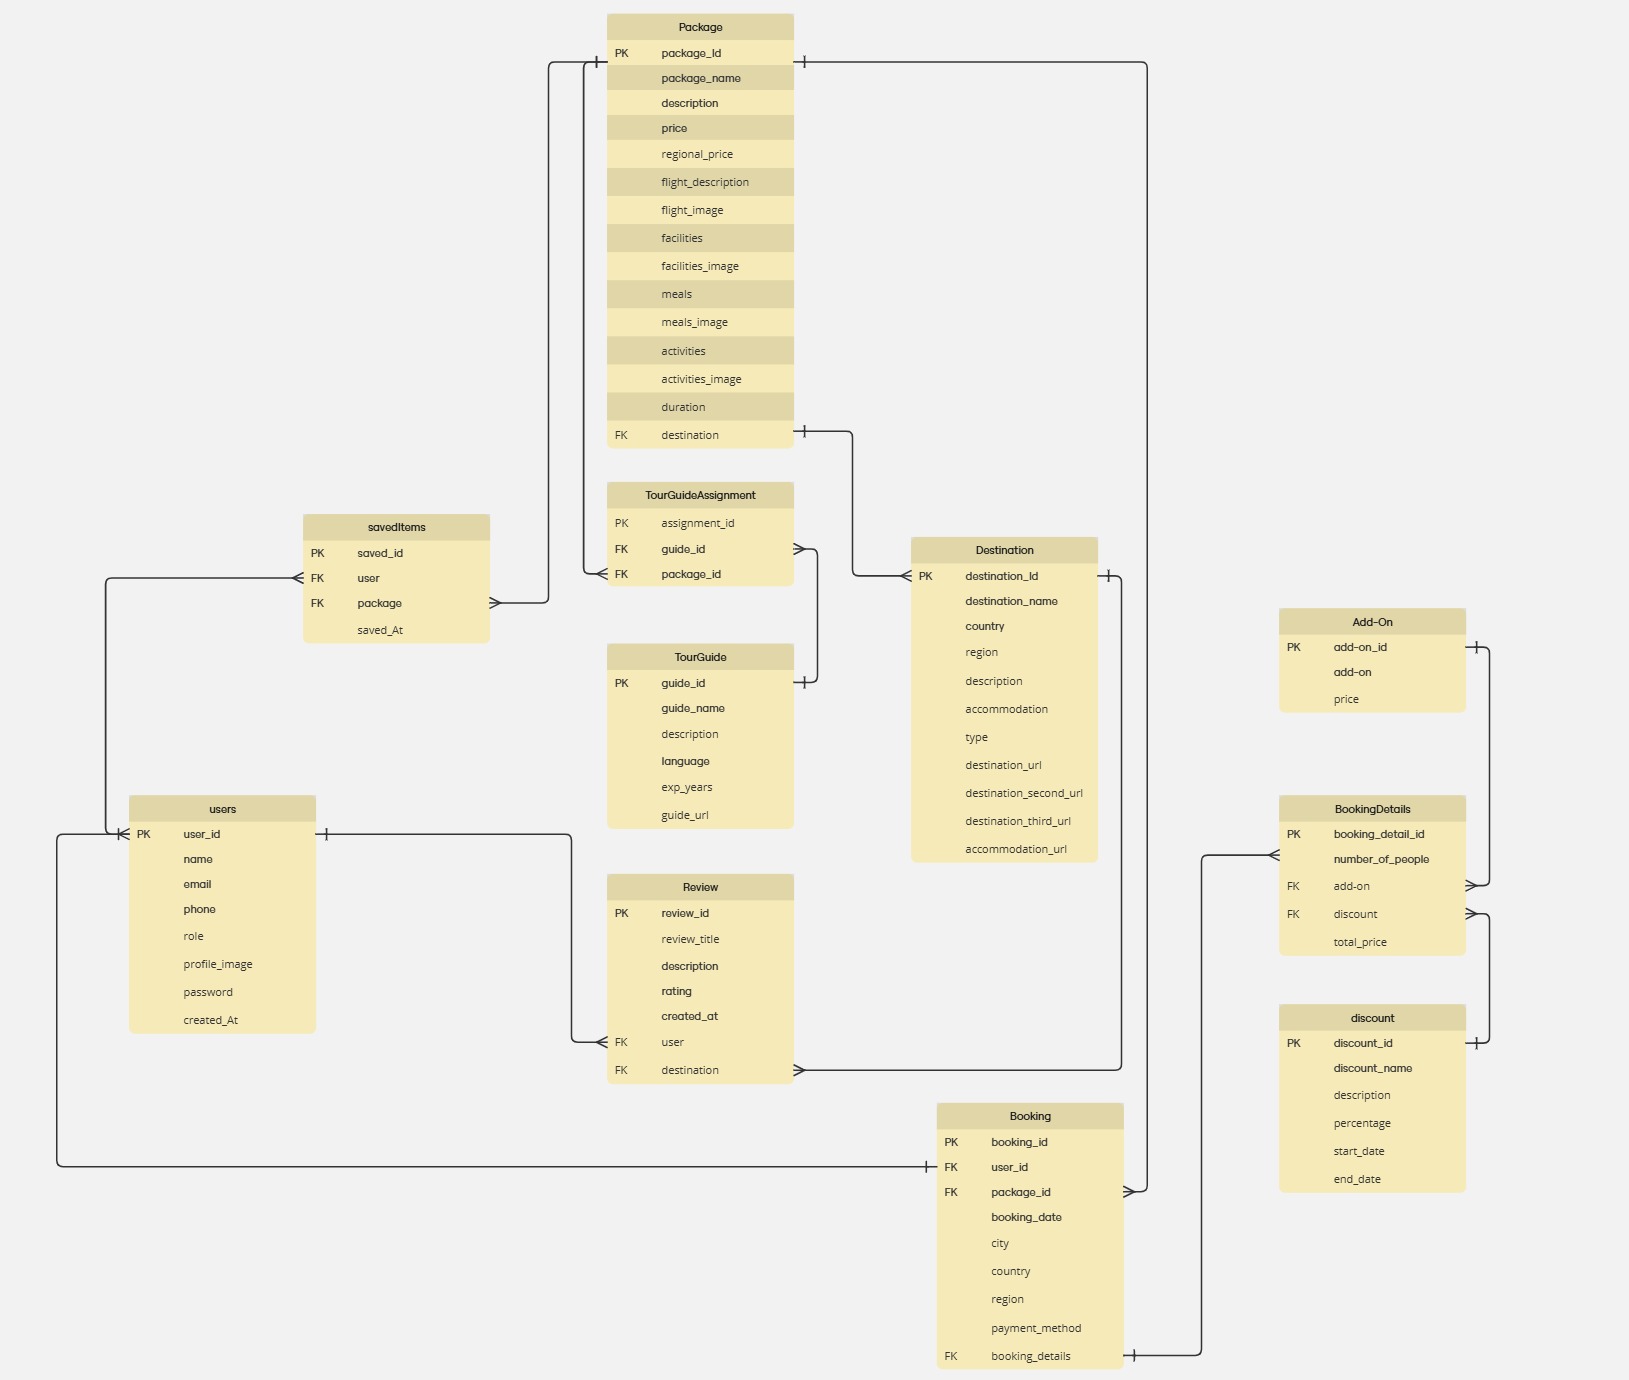 Package
PK package_Id
package_name
description
price
regional_price
flight_description
flight_image
facilities
facilities_image
meals
meals_image
activities
activities_image
duration
FK destination
TourGuideAssignment
PK assignment_id
FK guide_id
FK package_id
savedItems
PK saved_id
FK user
FK package
saved_At
Destination
PK destination_Id
destination_name
country
region
description
accommodation
type
destination_url
destination_second_url
destination_third_url
accommodation_url
Add-On
PK add-on_id
add-on
price
TourGuide
PK guide_id
guide_name
description
language
exp_years
guide_url
users
PK user_id
name
email
phone
role
profile_image
password
created_At
BookingDetails
PK booking_detail_id
number_of_people
FK add-on
FK discount
total_price
Review
PK review_id
review_title
description
rating
created_at
FK user
FK destination
discount
PK discount_id
discount_name
description
percentage
start_date
end_date
Booking
PK booking_id
FK user_id
FK package_id
booking_date
city
country
region
payment_method
FK booking_details